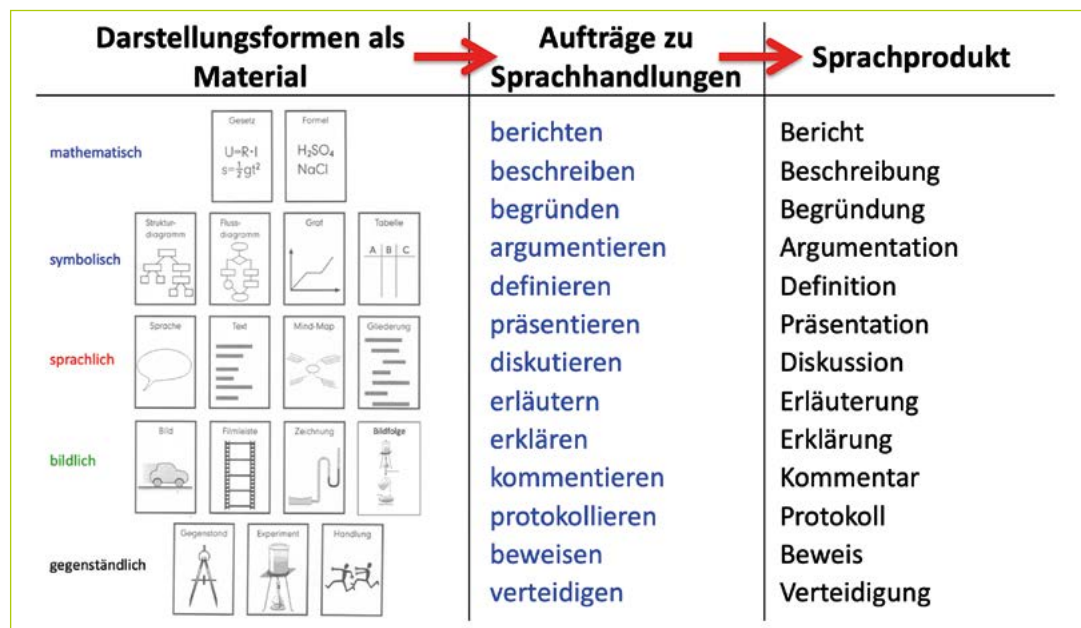 Darstellungsformen als
Material
Aufträge zu
Sprachhandlungen
Sprachprodukt
mathematisch
Gesetz
U=R·I
s=½gt²
Formel
H₂SO₄
NaCl
symbolisch
Struktur-
diagramm
Fluss-
diagramm
Graf
Tabelle
A B C
sprachlich
Sprache
Text
Mind-Map
Gliederung
bildlich
Bild
Filmleiste
Zeichnung
Bildfolge
gegenständlich
Gegenstand
Experiment
Handlung
berichten
beschreiben
begründen
argumentieren
definieren
präsentieren
diskutieren
erläutern
erklären
kommentieren
protokollieren
beweisen
verteidigen
Bericht
Beschreibung
Begründung
Argumentation
Definition
Präsentation
Diskussion
Erläuterung
Erklärung
Kommentar
Protokoll
Beweis
Verteidigung